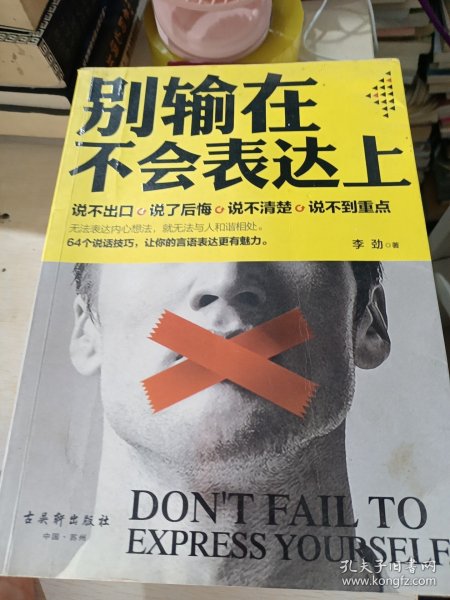 别输在
不会表达上
说不出口 说了后悔 说不清楚 说不到重点
无法表达内心想法，就无法与人和谐相处。
64个说话技巧，让你的言语表达更有魅力。
李 劲 著
DON'T FAIL TO
EXPRESS YOURSELF
古吴轩出版社
中国·苏州
孔夫子旧书网
www.kongfz.com